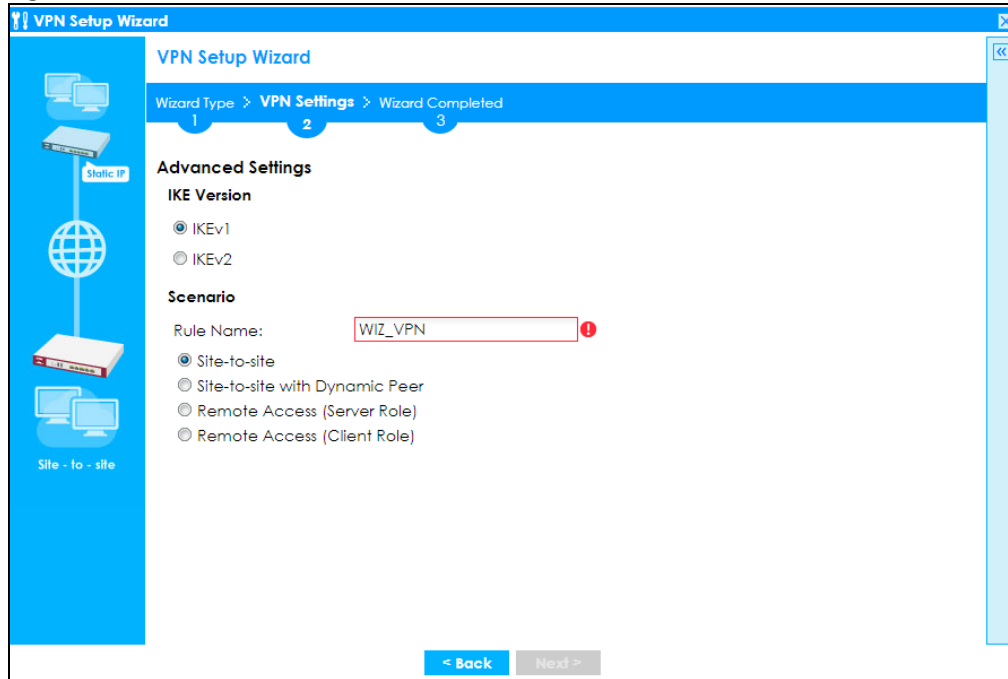 VPN Setup Wizard
VPN Setup Wizard
Wizard Type > VPN Settings > Wizard Completed
1 2 3
Static IP
Advanced Settings
IKE Version
IKEv1
IKEv2
Scenario
Rule Name: WIZ_VPN
Site-to-site
Site-to-site with Dynamic Peer
Remote Access (Server Role)
Remote Access (Client Role)
Site - to - site
< Back Next >